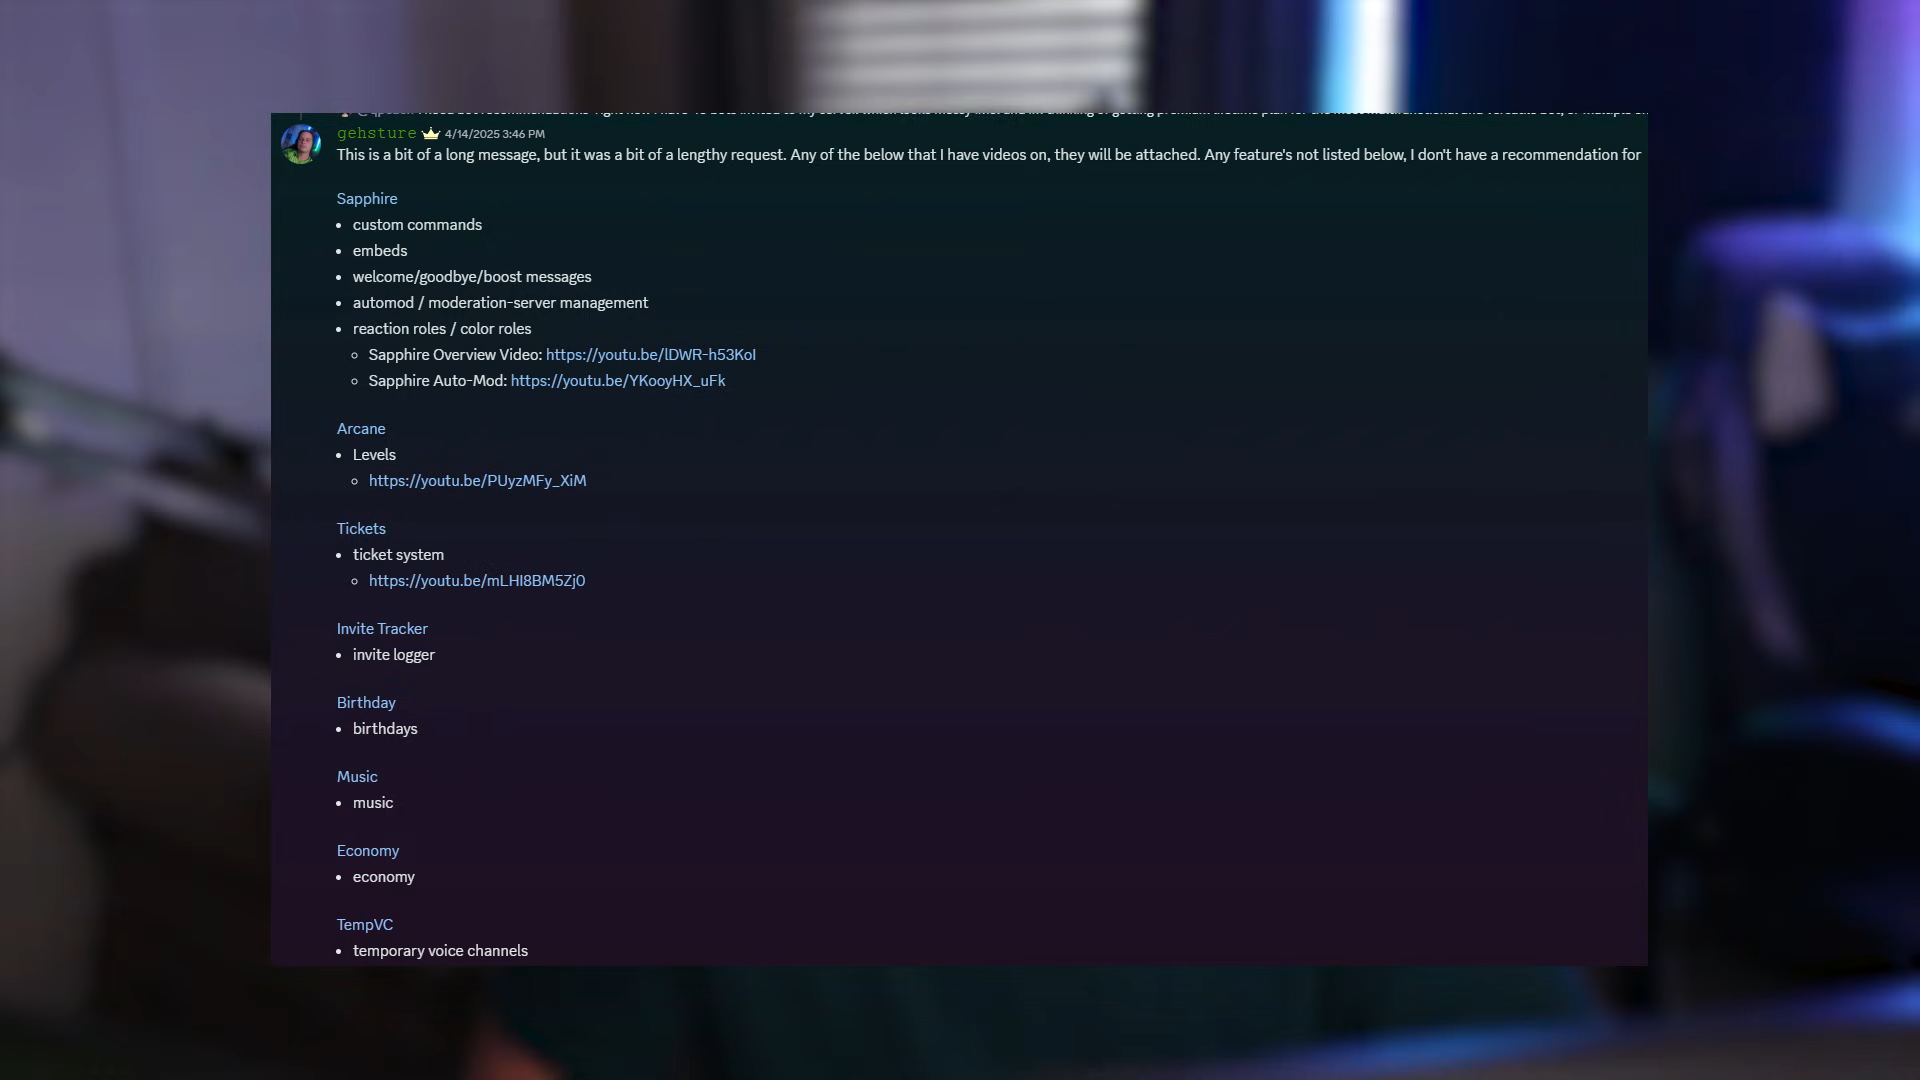 gehsture 4/14/2025 3:46 PM
This is a bit of a long message, but it was a bit of a lengthy request. Any of the below that I have videos on, they will be attached. Any feature's not listed below, I don't have a recommendation for
Sapphire
• custom commands
• embeds
• welcome/goodbye/boost messages
• automod / moderation-server management
• reaction roles / color roles
◦ Sapphire Overview Video: https://youtu.be/lDWR-h53KoI
◦ Sapphire Auto-Mod: https://youtu.be/YKooyHX_uFk
Arcane
• Levels
◦ https://youtu.be/PUyzMFy_XiM
Tickets
• ticket system
◦ https://youtu.be/mLHI8BM5Zj0
Invite Tracker
• invite logger
Birthday
• birthdays
Music
• music
Economy
• economy
TempVC
• temporary voice channels